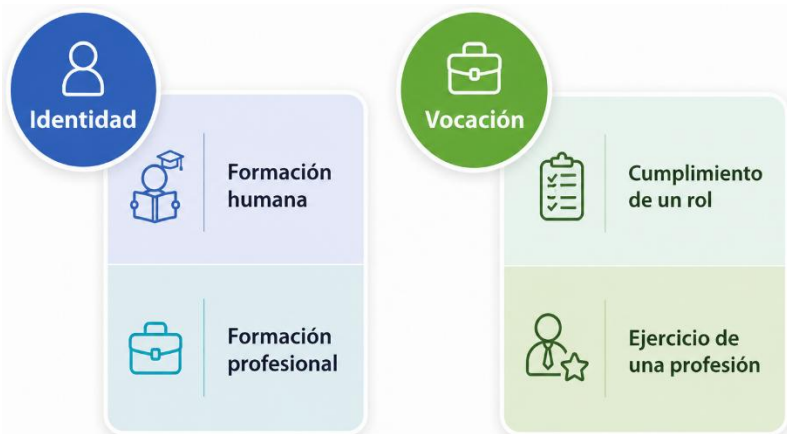 Identidad
Formación
humana
Formación
profesional
Vocación
Cumplimiento
de un rol
Ejercicio de
una profesión